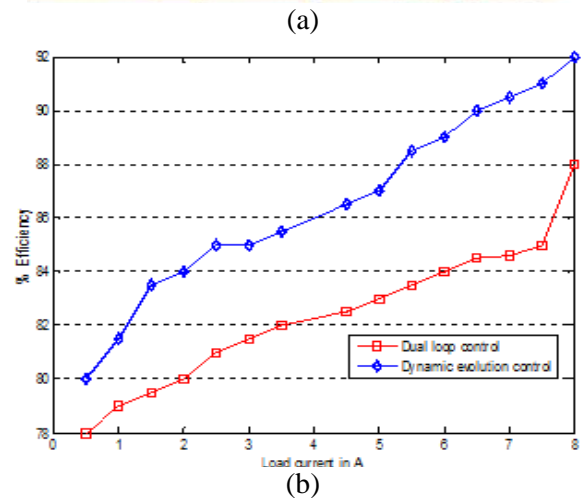 (a)
92
90
88
86
84
82
80
78
% Efficiency
Dual loop control
Dynamic evolution control
0 1 2 3 4 5 6 7 8
Load current in A
(b)